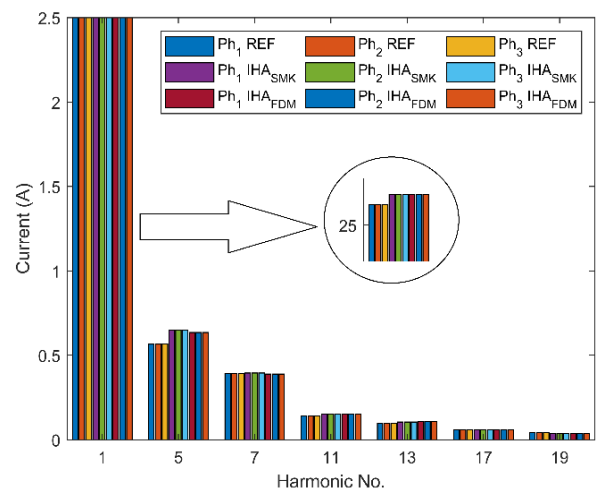 2.5
Ph1 REF Ph2 REF Ph3 REF
Ph1 IHASMK Ph2 IHASMK Ph3 IHASMK
Ph1 IHAFDM Ph2 IHAFDM Ph3 IHAFDM
2
1.5
25
1
0.5
0
Current (A)
1 5 7 11 13 17 19
Harmonic No.